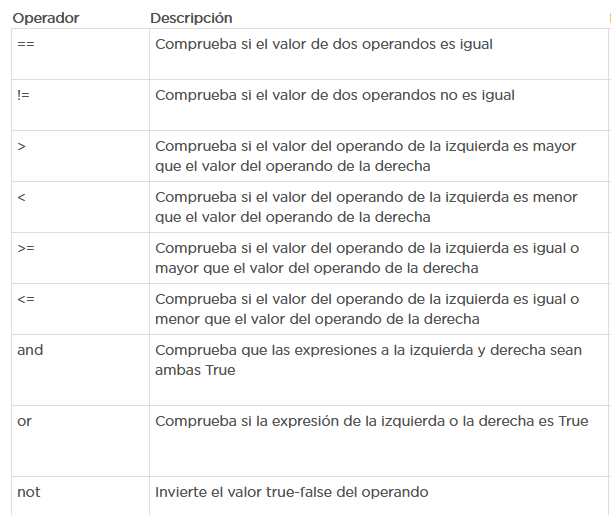 Operador Descripción
== Comprueba si el valor de dos operandos es igual
!= Comprueba si el valor de dos operandos no es igual
> Comprueba si el valor del operando de la izquierda es mayor
que el valor del operando de la derecha
< Comprueba si el valor del operando de la izquierda es menor
que el valor del operando de la derecha
>= Comprueba si el valor del operando de la izquierda es igual o
mayor que el valor del operando de la derecha
<= Comprueba si el valor del operando de la izquierda es igual o
menor que el valor del operando de la derecha
and Comprueba que las expresiones a la izquierda y derecha sean
ambas True
or Comprueba si la expresión de la izquierda o la derecha es True
not Invierte el valor true-false del operando